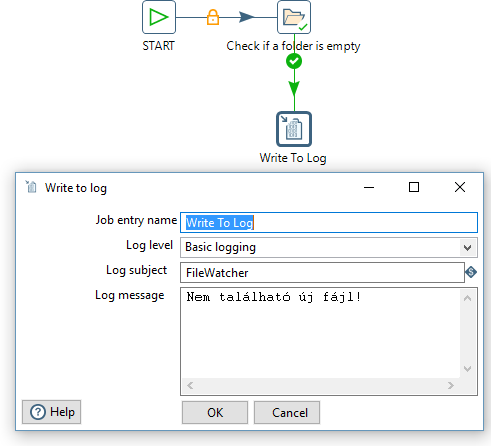 START
Check if a folder is empty
Write To Log
Write to log
Job entry name Write To Log
Log level Basic logging
Log subject FileWatcher
Log message Nem található új fájl!
Help OK Cancel